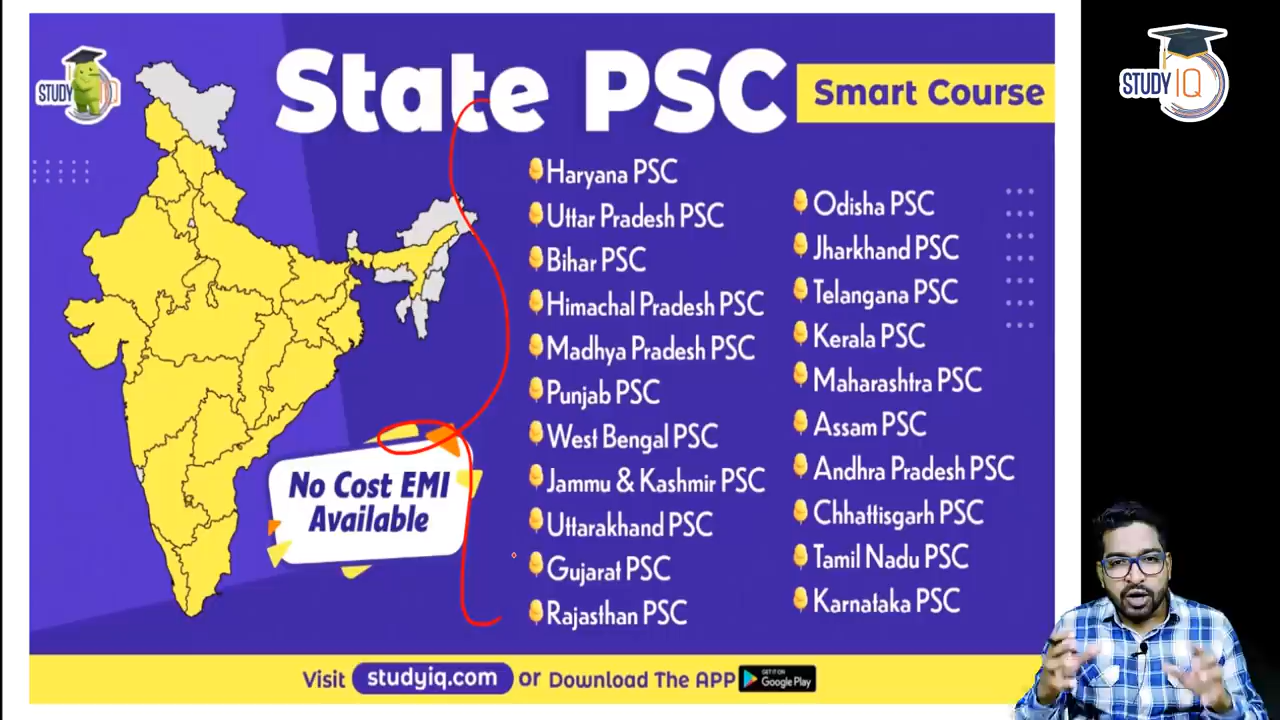 STUDY IQ
State PSC
Smart Course
Haryana PSC
Uttar Pradesh PSC
Bihar PSC
Himachal Pradesh PSC
Madhya Pradesh PSC
Punjab PSC
West Bengal PSC
Jammu & Kashmir PSC
Uttarakhand PSC
Gujarat PSC
Rajasthan PSC
Odisha PSC
Jharkhand PSC
Telangana PSC
Kerala PSC
Maharashtra PSC
Assam PSC
Andhra Pradesh PSC
Chhattisgarh PSC
Tamil Nadu PSC
Karnataka PSC
No Cost EMI
Available
Visit studyiq.com or Download The APP GET IT ON Google Play
STUDY IQ